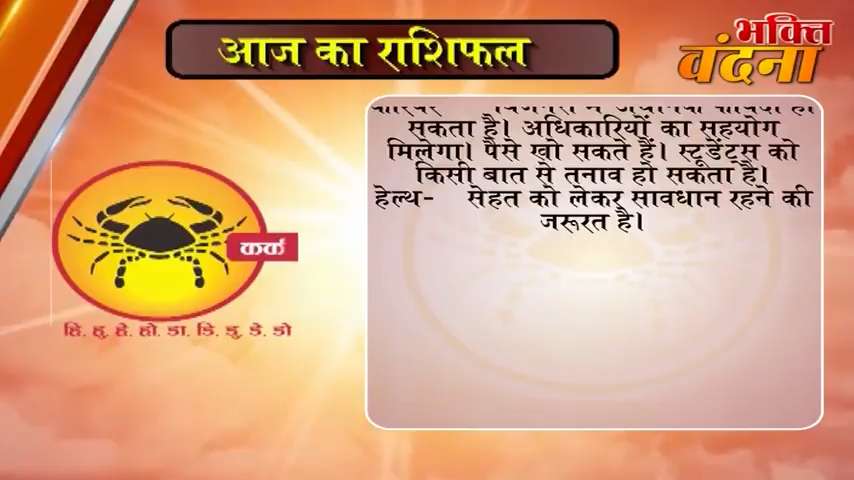 आज का राशिफल
भक्ति
वंदना
सकता है। अधिकारियों का सहयोग
मिलेगा। पैसे खो सकते हैं। स्टूडेंट्स को
किसी बात से तनाव हो सकता है।
हेल्थ- सेहत को लेकर सावधान रहने की
जरूरत है।
कर्क
हि. हु. हे. हो. डा. डि. डु. डे. डो